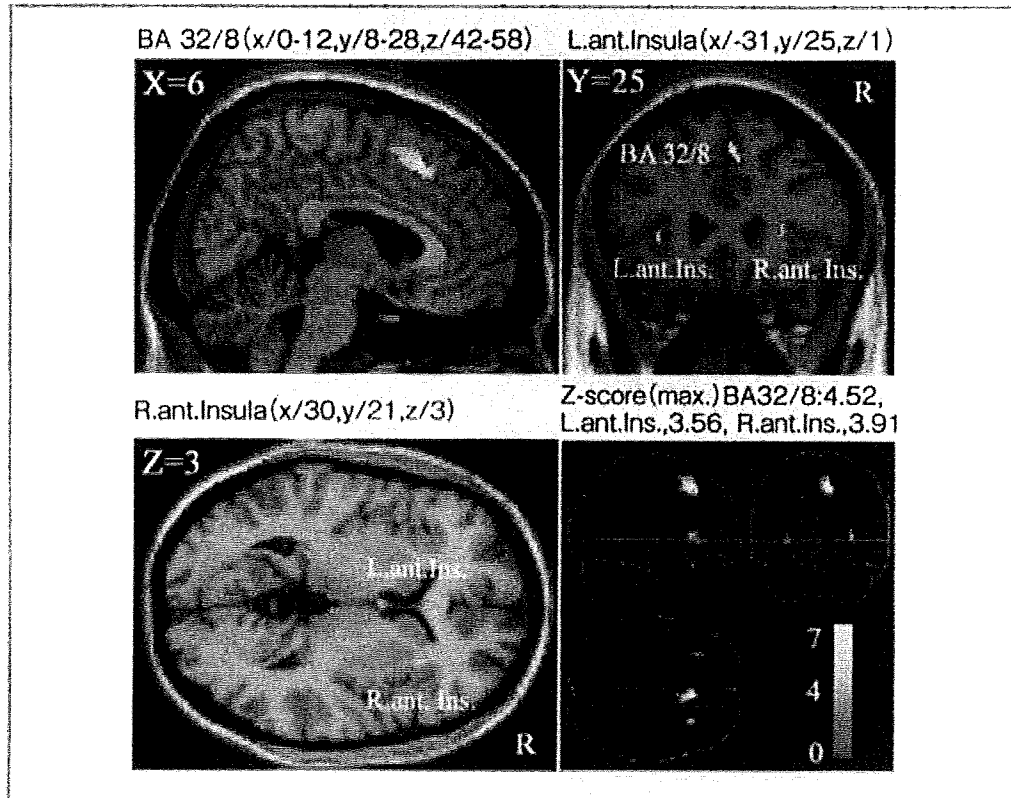 BA 32/8(x/0-12,y/8-28,z/42-58)
L.ant.Insula(x/-31,y/25,z/1)
X=6
Y=25
R
BA 32/8
L.ant.Ins.
R.ant. Ins.
R.ant.Insula(x/30,y/21,z/3)
Z-score(max.)BA32/8:4.52,
L.ant.Ins.,3.56, R.ant.Ins.,3.91
Z=3
L.ant.Ins.
R.ant. Ins.
R
7
4
0